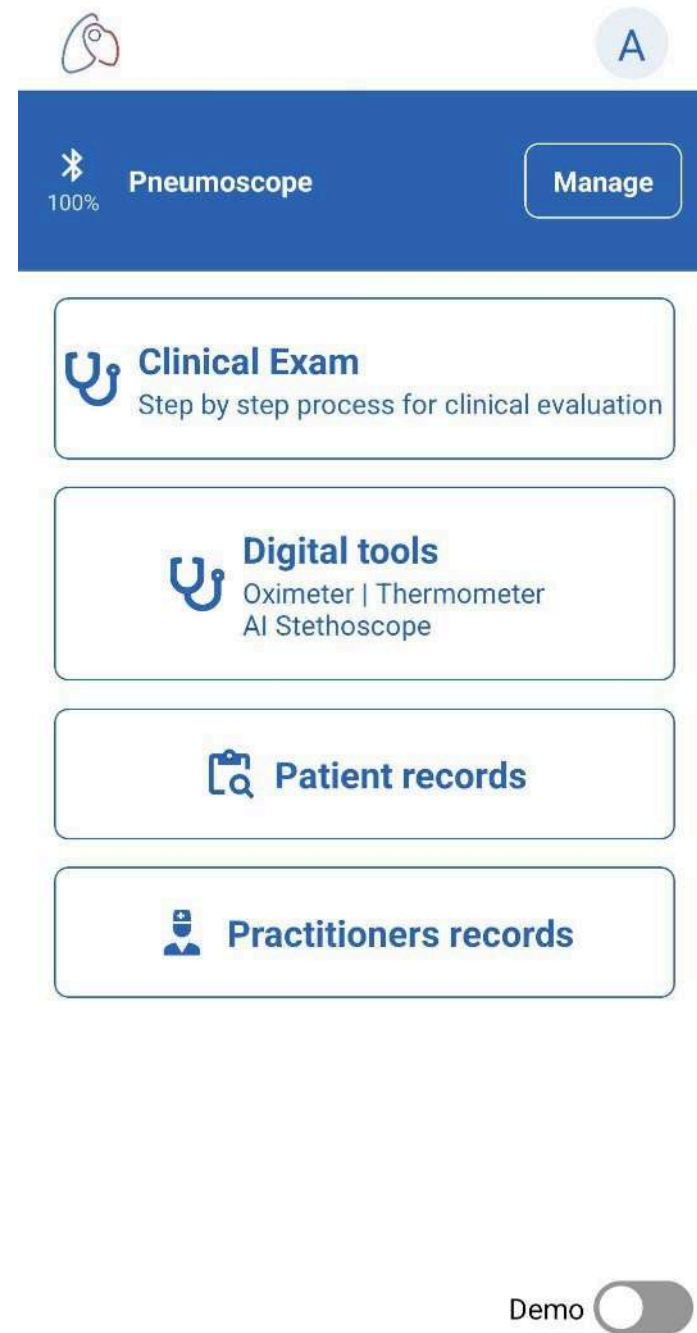 A
Pneumoscope
100%
Manage
Clinical Exam
Step by step process for clinical evaluation
Digital tools
Oximeter | Thermometer
AI Stethoscope
Patient records
Practitioners records
Demo